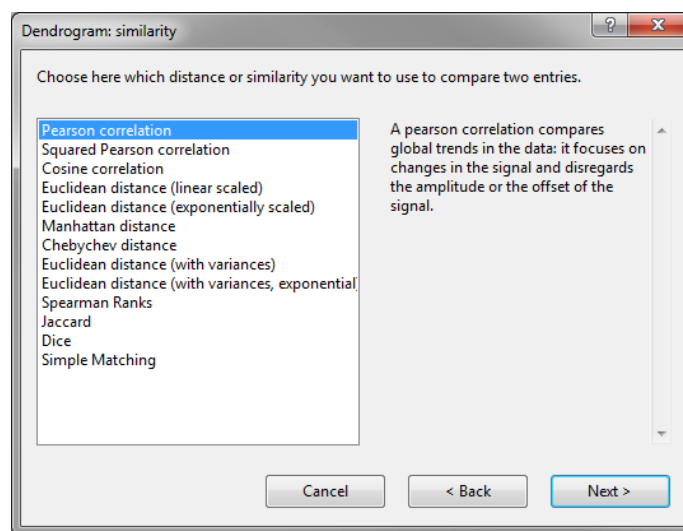 Dendrogram: similarity
?
X
Choose here which distance or similarity you want to use to compare two entries.
Pearson correlation
Squared Pearson correlation
Cosine correlation
Euclidean distance (linear scaled)
Euclidean distance (exponentially scaled)
Manhattan distance
Chebychev distance
Euclidean distance (with variances)
Euclidean distance (with variances, exponential
Spearman Ranks
Jaccard
Dice
Simple Matching
A pearson correlation compares
global trends in the data: it focuses on
changes in the signal and disregards
the amplitude or the offset of the
signal.
Cancel
< Back
Next >